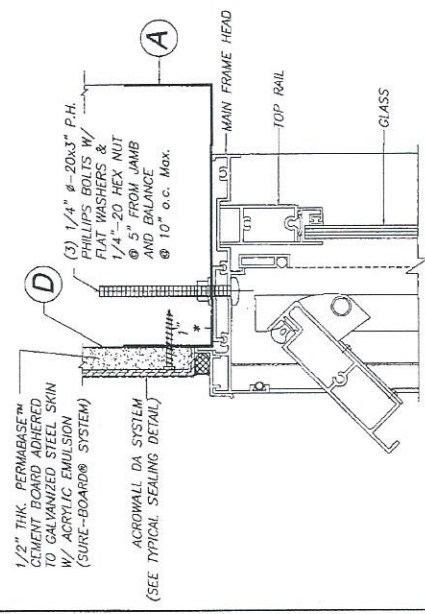 1/2" THK. PERMABASE™
CEMENT BOARD ADHERED
TO GALVANIZED STEEL SKIN
W/ ACRYLIC EMULSION
(SURE-BOARD® SYSTEM)
ACROWALL DA SYSTEM
(SEE TYPICAL SEALING DETAIL)
D
(3) 1/4" ø-20x3" P.H.
PHILLIPS BOLTS W/
FLAT WASHERS &
1/4"-20 HEX NUT
@ 5" FROM JAMB
AND BALANCE
@ 10" o.c. Max.
1"
*
A
MAIN FRAME HEAD
TOP RAIL
GLASS